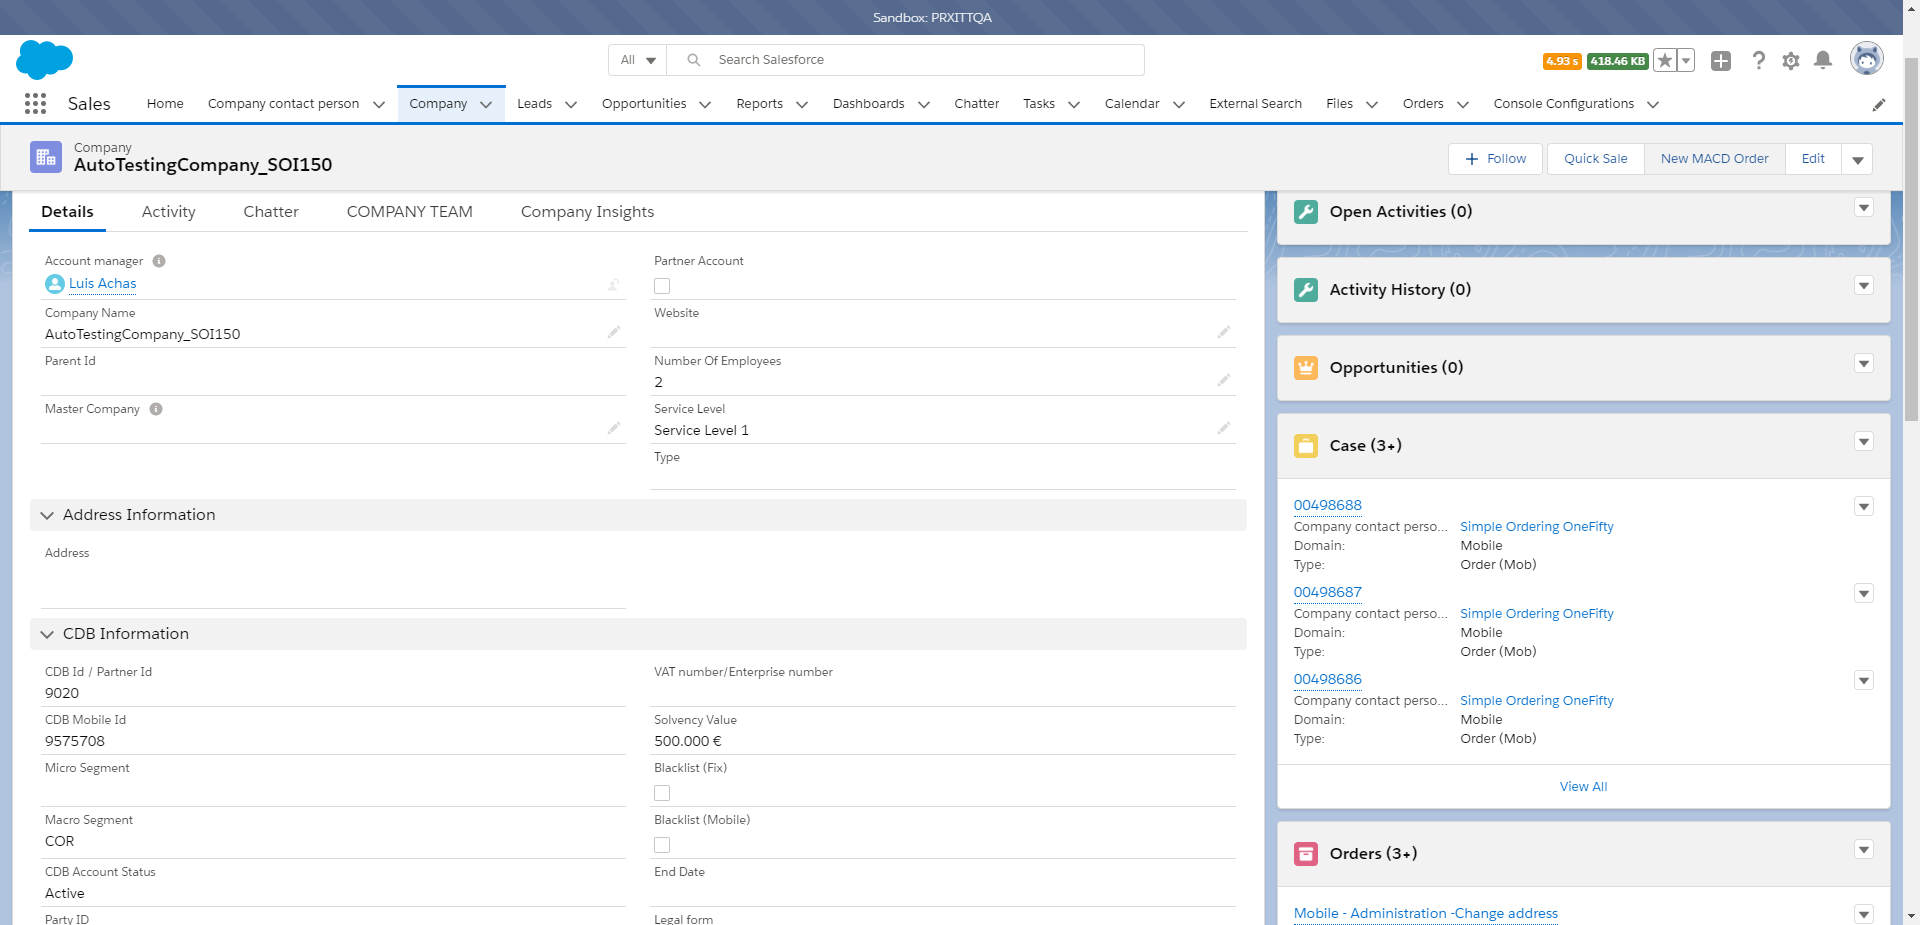 Sandbox: PRXITTQA
All
Search Salesforce
4.93 s
418.46 KB
Sales
Home
Company contact person
Company
Leads
Opportunities
Reports
Dashboards
Chatter
Tasks
Calendar
External Search
Files
Orders
Console Configurations
Company
AutoTestingCompany_SOI150
Follow
Quick Sale
New MACD Order
Edit
Details
Activity
Chatter
COMPANY TEAM
Company Insights
Account manager
Luis Achas
Partner Account
Company Name
AutoTestingCompany_SOI150
Website
Parent Id
Number Of Employees
2
Master Company
Service Level
Service Level 1
Type
Address Information
Address
CDB Information
CDB Id / Partner Id
9020
VAT number/Enterprise number
CDB Mobile Id
9575708
Solvency Value
500.000 €
Micro Segment
Blacklist (Fix)
Macro Segment
COR
Blacklist (Mobile)
CDB Account Status
Active
End Date
Party ID
Legal form
Open Activities (0)
Activity History (0)
Opportunities (0)
Case (3+)
00498688
Company contact perso... Simple Ordering OneFifty
Domain: Mobile
Type: Order (Mob)
00498687
Company contact perso... Simple Ordering OneFifty
Domain: Mobile
Type: Order (Mob)
00498686
Company contact perso... Simple Ordering OneFifty
Domain: Mobile
Type: Order (Mob)
View All
Orders (3+)
Mobile - Administration -Change address